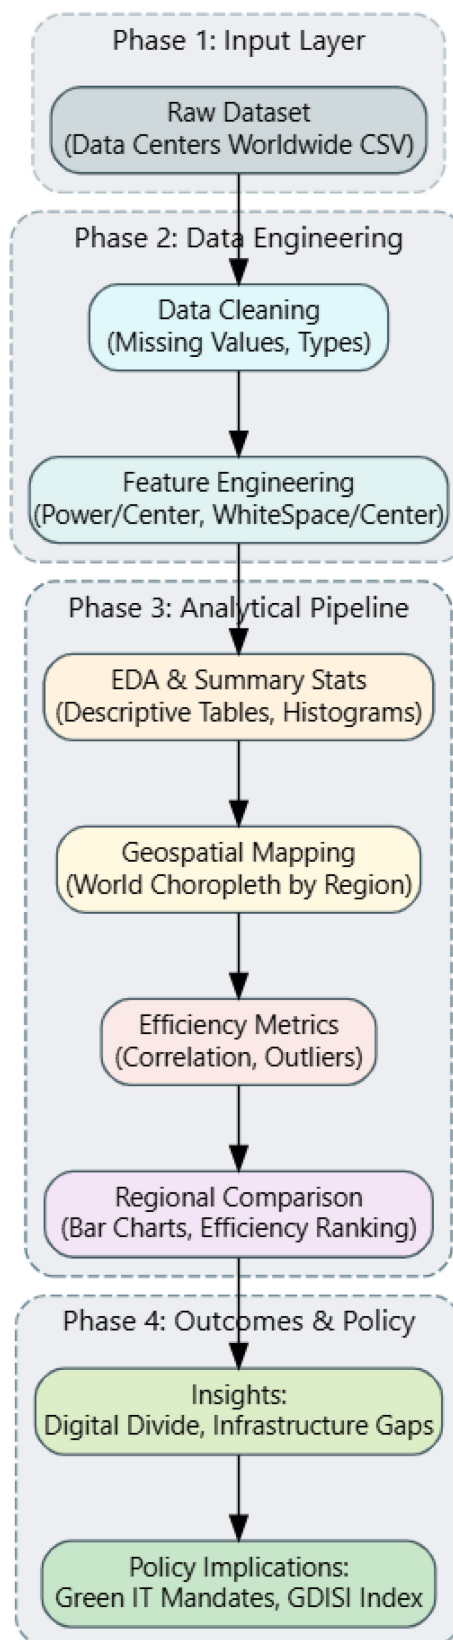 Phase 1: Input Layer
Raw Dataset
(Data Centers Worldwide CSV)
Phase 2: Data Engineering
Data Cleaning
(Missing Values, Types)
Feature Engineering
(Power/Center, WhiteSpace/Center)
Phase 3: Analytical Pipeline
EDA & Summary Stats
(Descriptive Tables, Histograms)
Geospatial Mapping
(World Choropleth by Region)
Efficiency Metrics
(Correlation, Outliers)
Regional Comparison
(Bar Charts, Efficiency Ranking)
Phase 4: Outcomes & Policy
Insights:
Digital Divide, Infrastructure Gaps
Policy Implications:
Green IT Mandates, GDISI Index